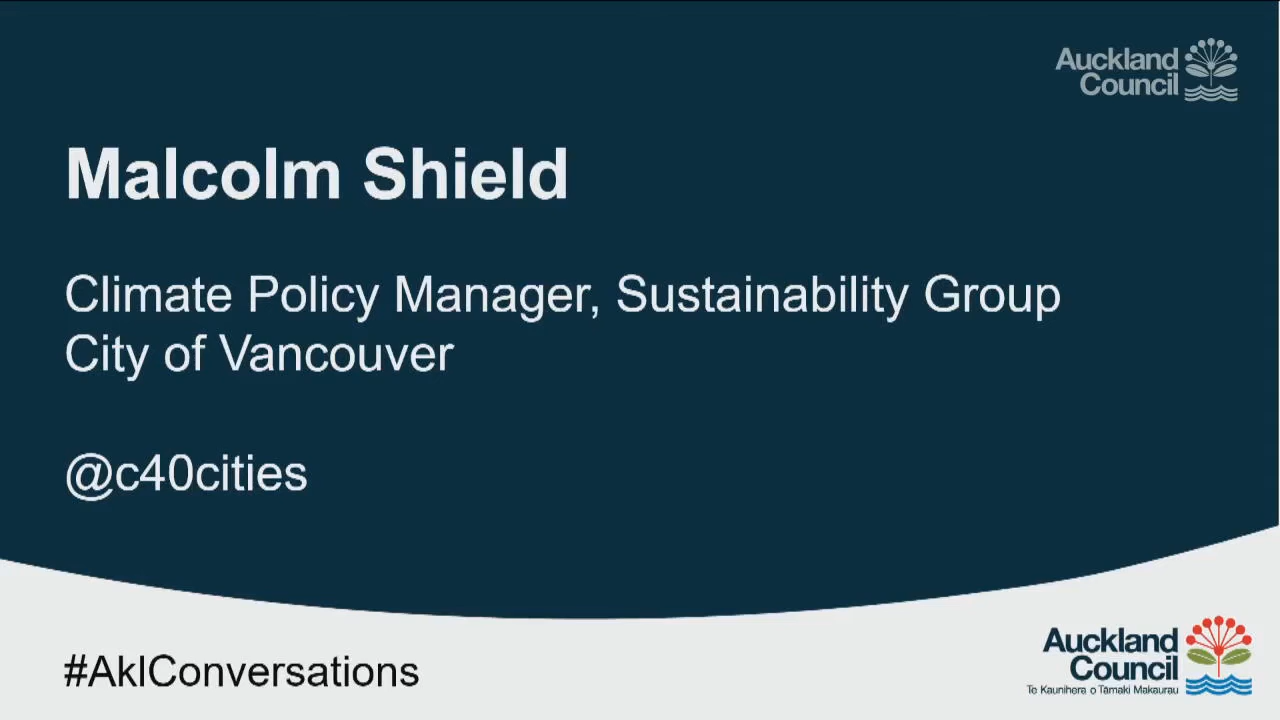 Auckland
Council
Malcolm Shield
Climate Policy Manager, Sustainability Group
City of Vancouver
@c40cities
#AklConversations
Auckland
Council
Te Kaunihera o Tāmaki Makaurau